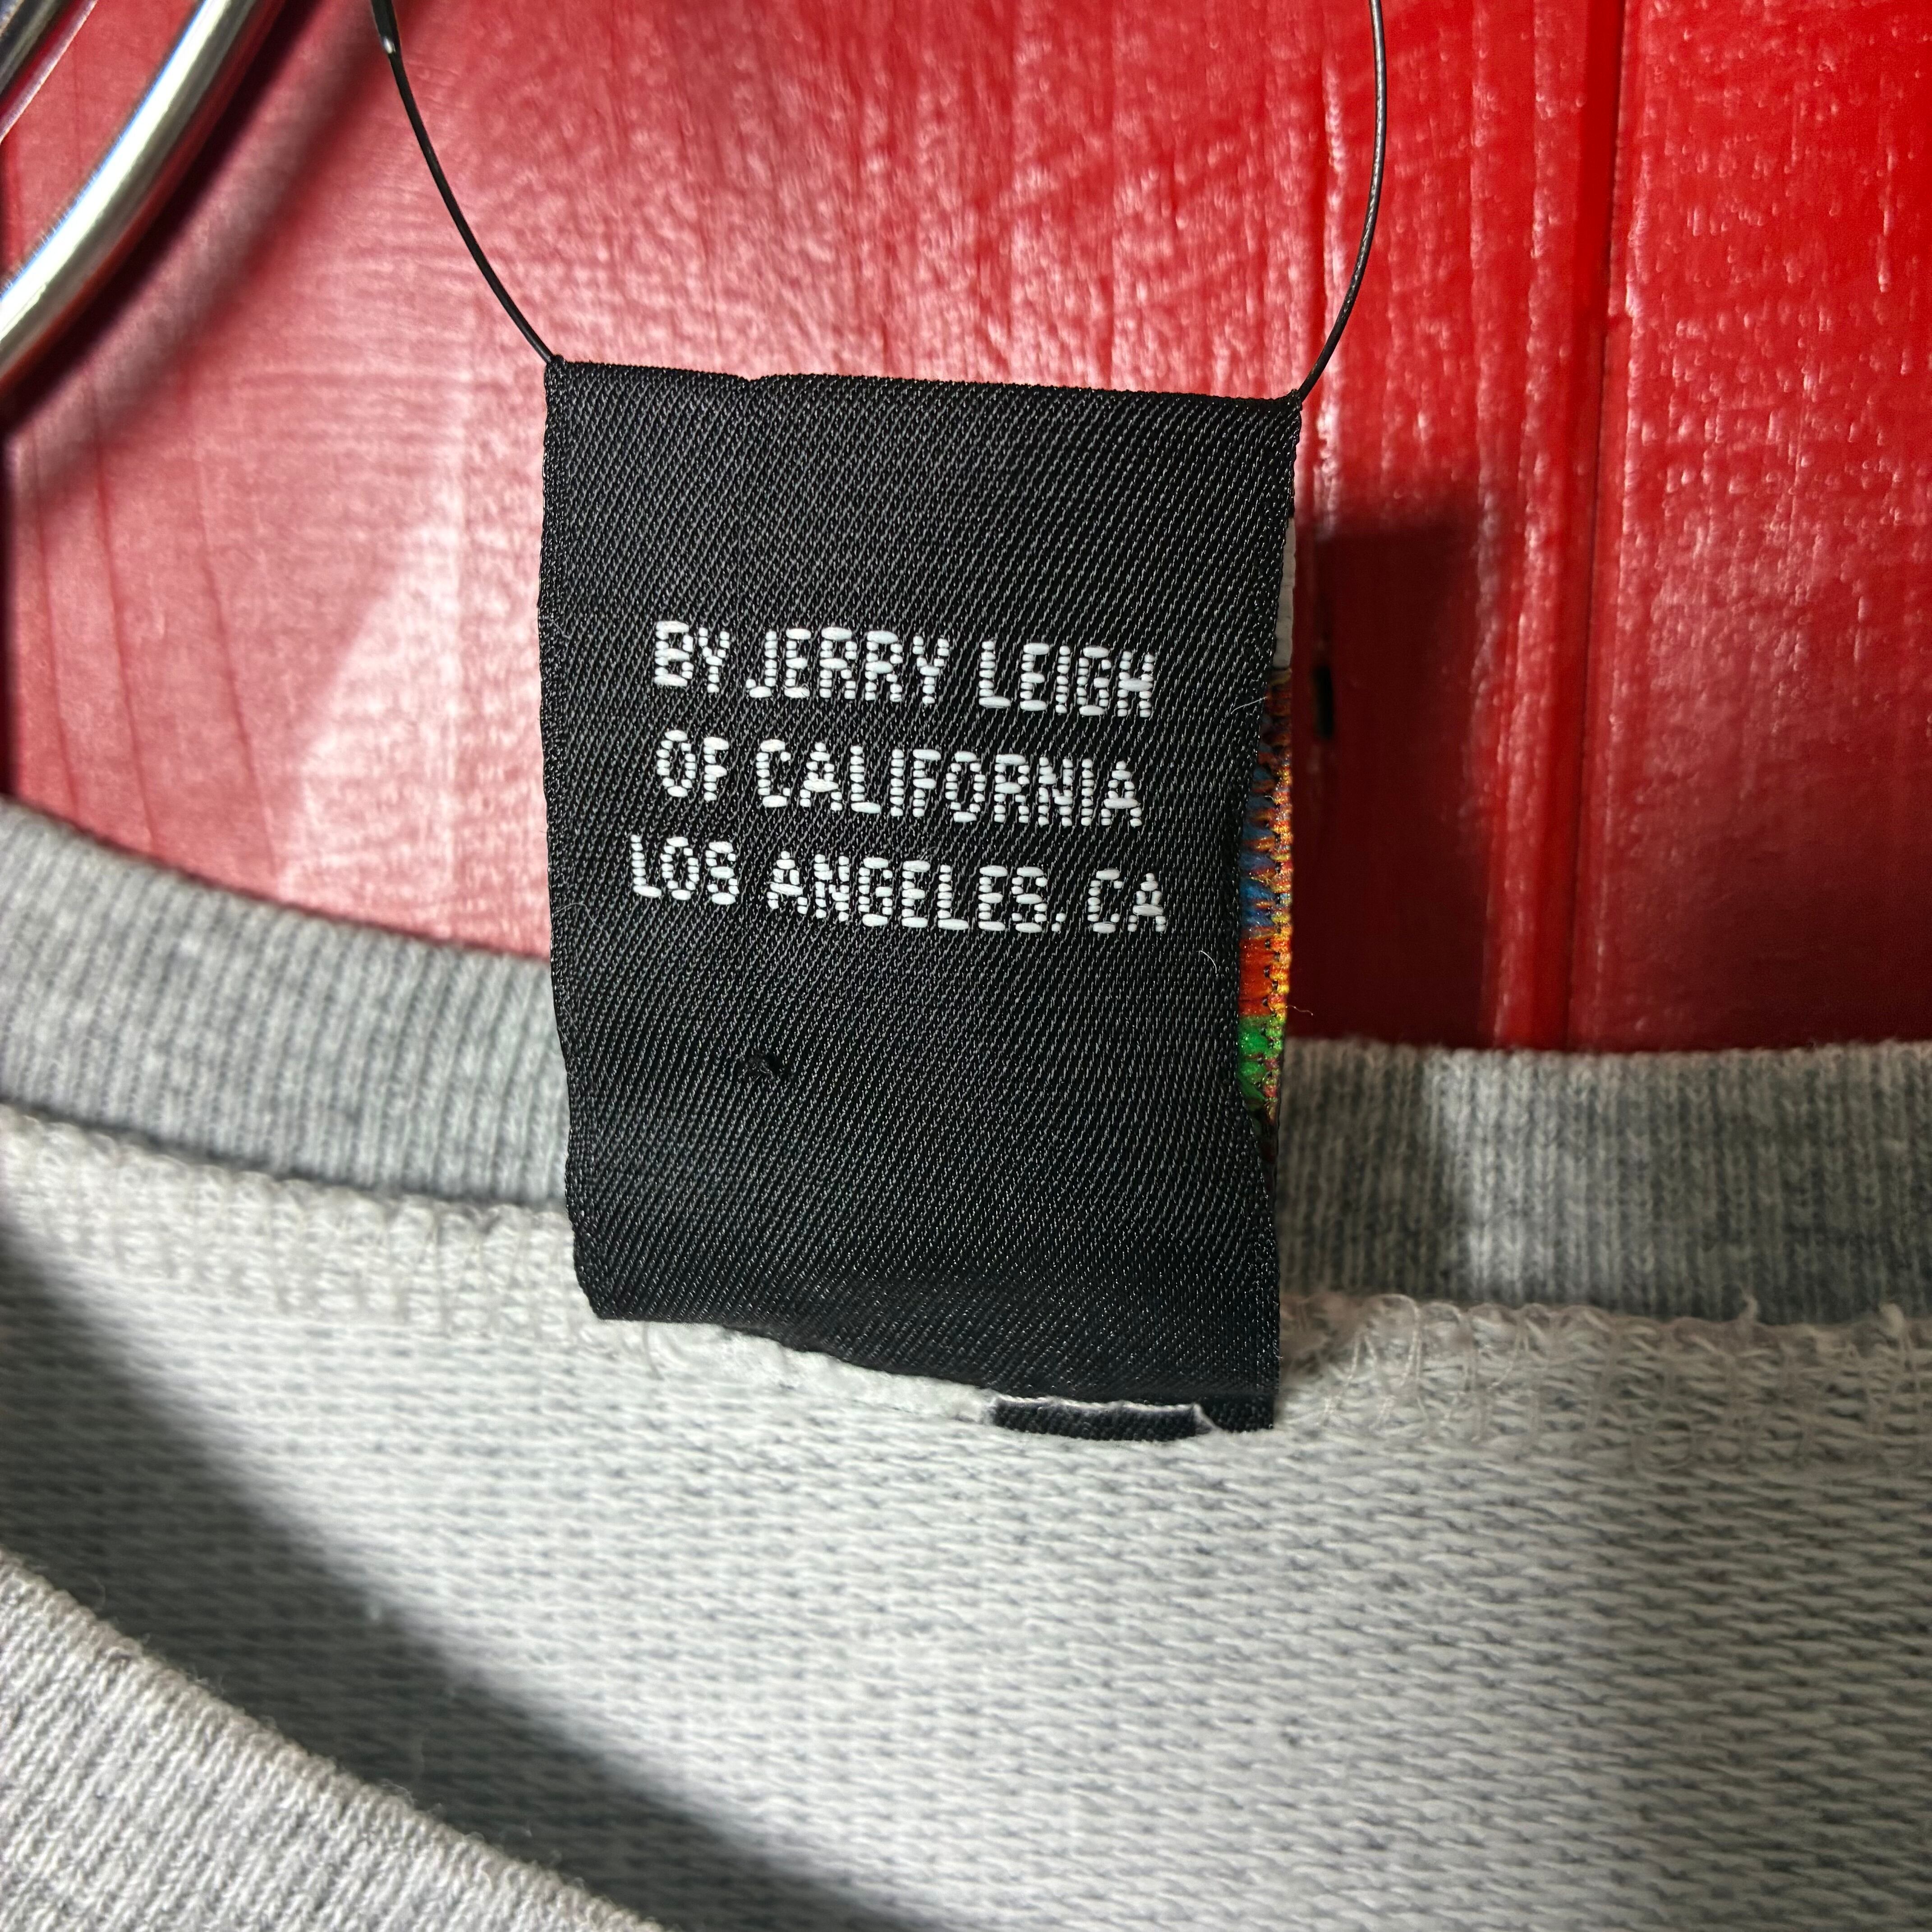 BY JERRY LEIGH
OF CALIFORNIA
LOS ANGELES, CA